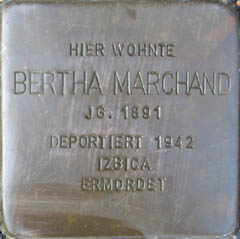 HIER WOHNTE
BERTHA MARCHAND
JG. 1891
DEPORTIERT 1942
IZBICA
ERMORDET